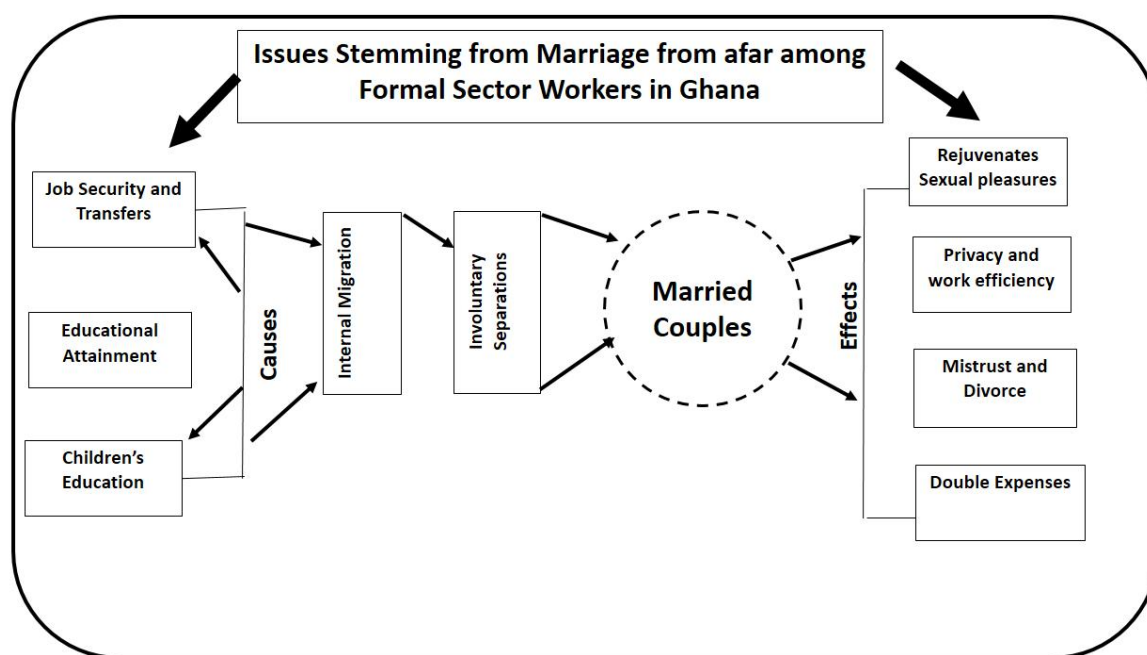 Issues Stemming from Marriage from afar among
Formal Sector Workers in Ghana
Job Security and
Transfers
Educational
Attainment
Children's
Education
Causes
Internal Migration
Involuntary
Separations
Married
Couples
Effects
Rejuvenates
Sexual pleasures
Privacy and
work efficiency
Mistrust and
Divorce
Double Expenses